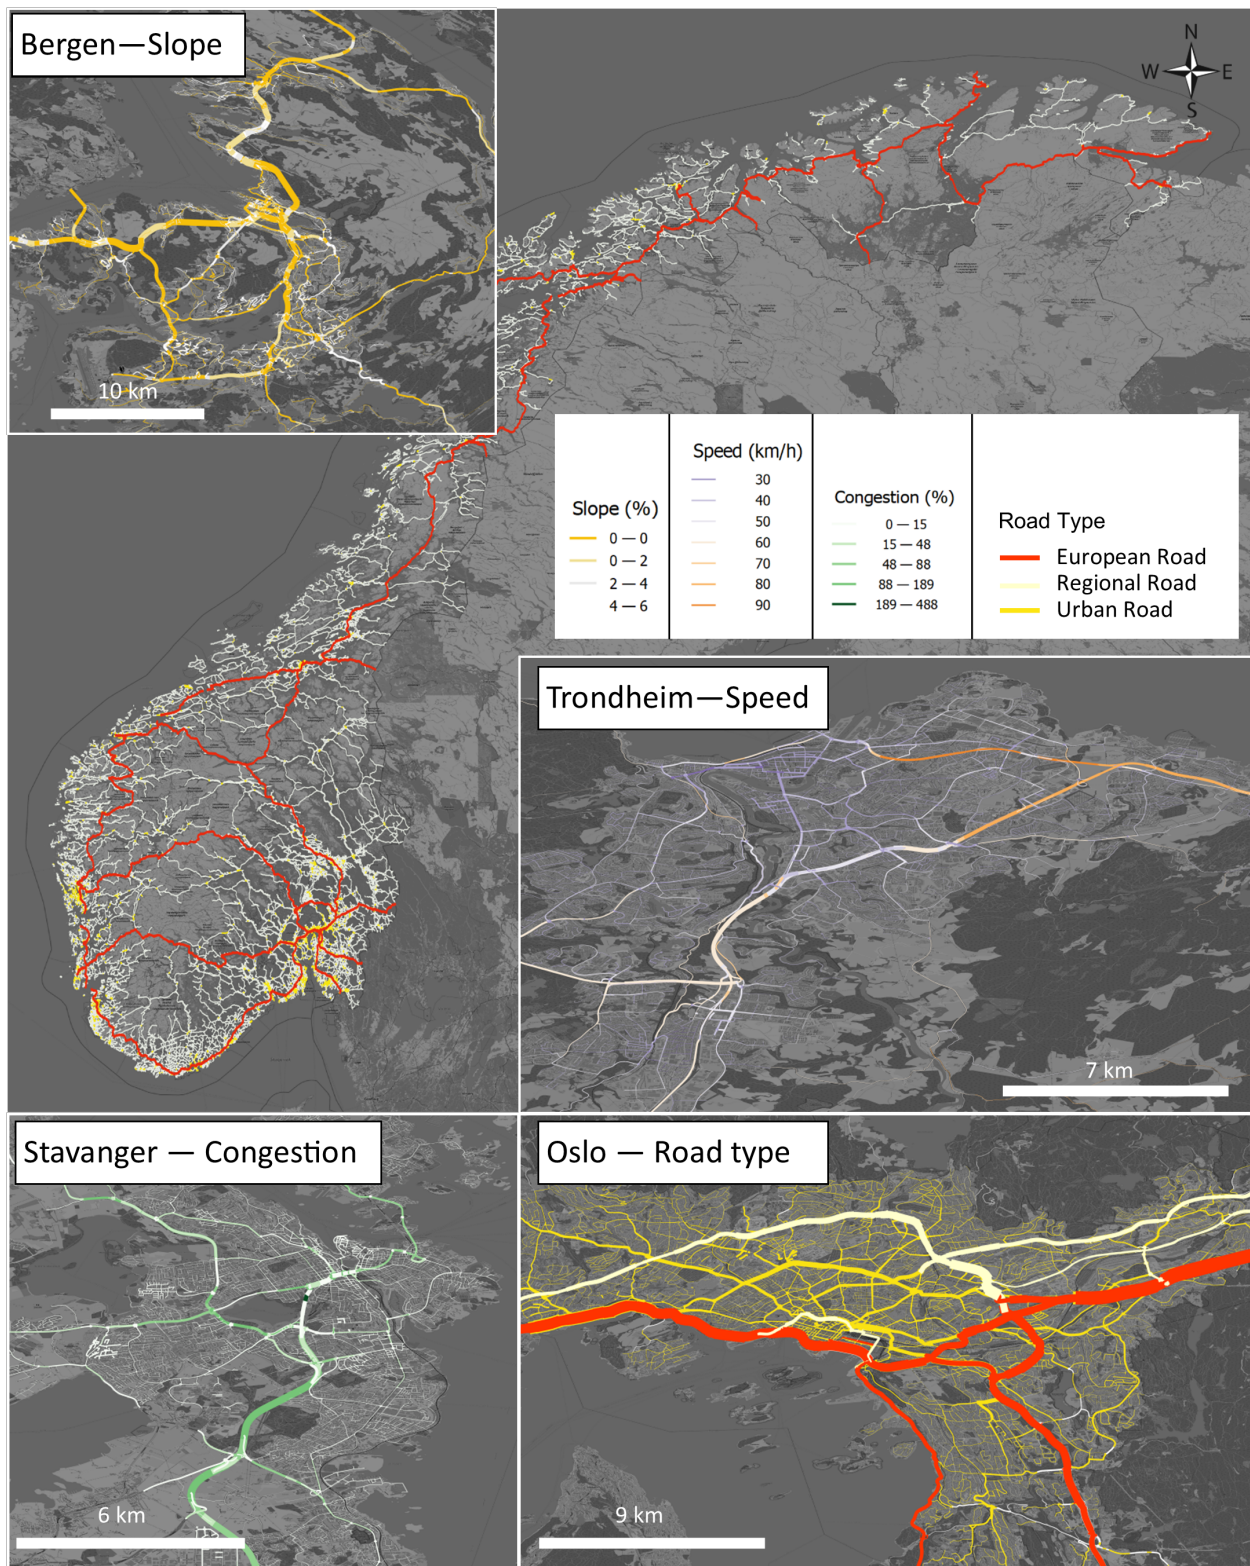 Bergen—Slope
10 km
N
W E
S
Slope (%)
0 — 0
0 — 2
2 — 4
4 — 6
Speed (km/h)
30
40
50
60
70
80
90
Congestion (%)
0 — 15
15 — 48
48 — 88
88 — 189
189 — 488
Road Type
European Road
Regional Road
Urban Road
Trondheim—Speed
7 km
Stavanger — Congestion
6 km
Oslo — Road type
9 km